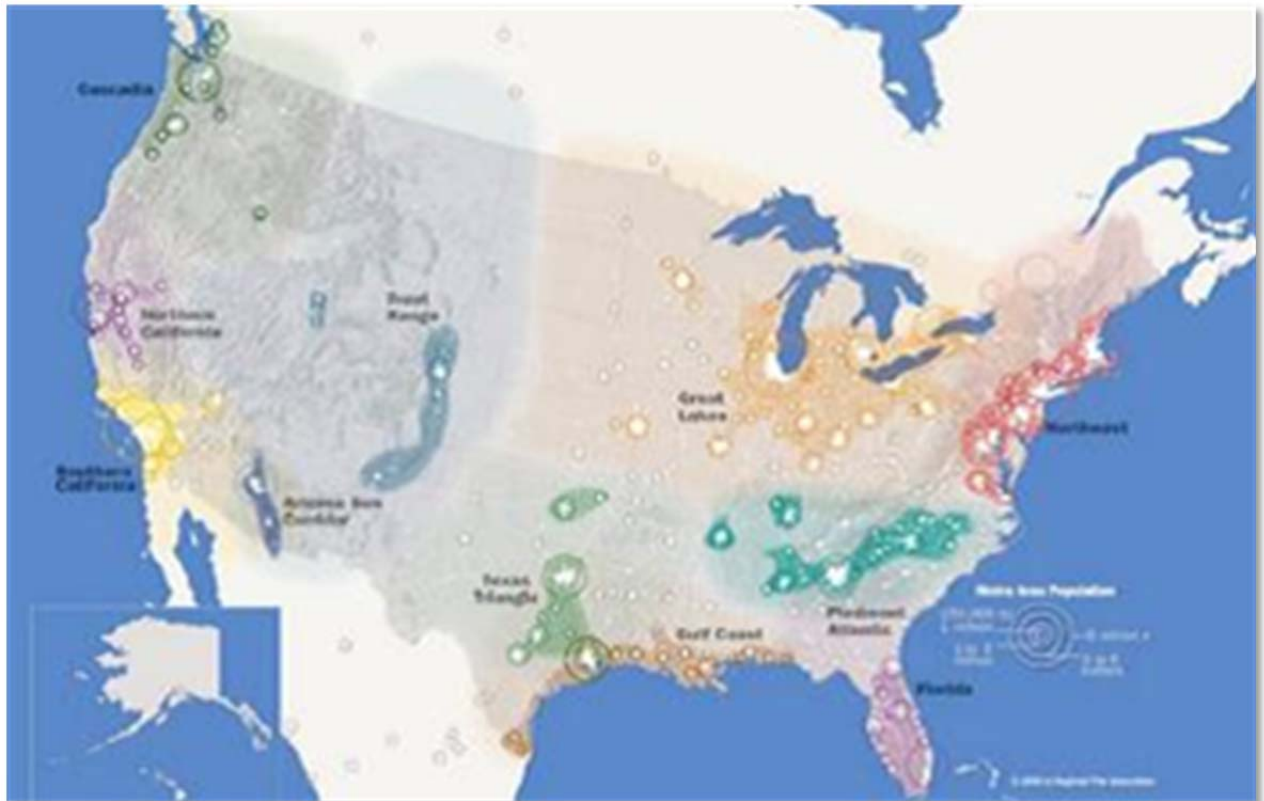 Cascadia
Northern
California
Front
Range
Great
Lakes
Northeast
Southern
California
Arizona Sun
Corridor
Texas
Triangle
Gulf Coast
Piedmont
Atlantic
Florida
Metro Area Population